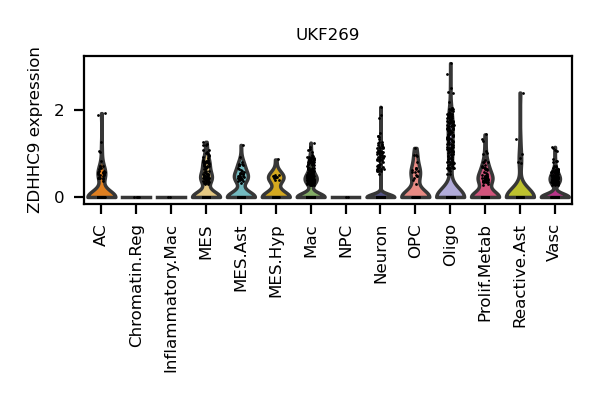 UKF269
ZDHHC9 expression
2
0
AC
Chromatin.Reg
Inflammatory.Mac
MES
MES.Ast
MES.Hyp
Mac
NPC
Neuron
OPC
Oligo
Prolif.Metab
Reactive.Ast
Vasc